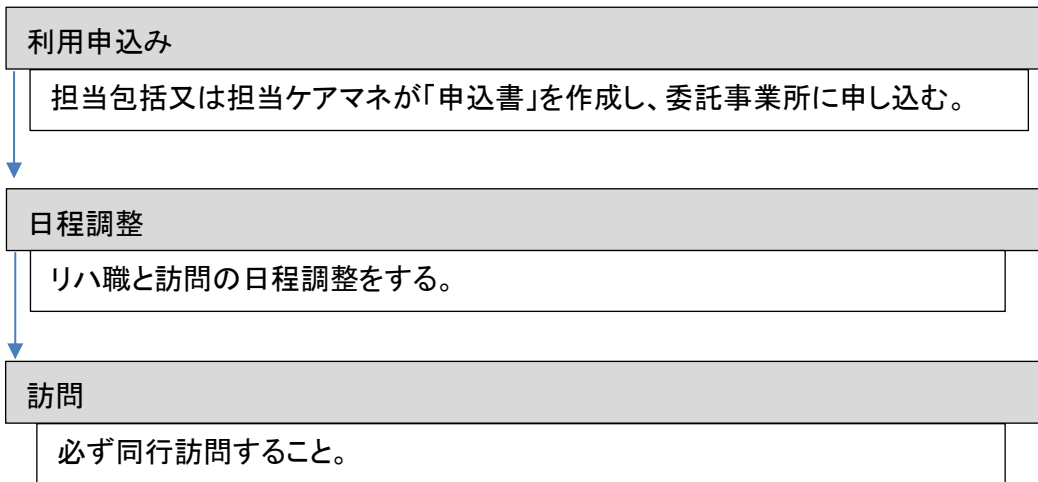 利用申込み
担当包括又は担当ケアマネが「申込書」を作成し、委託事業所に申し込む。
日程調整
リハ職と訪問の日程調整をする。
訪問
必ず同行訪問すること。